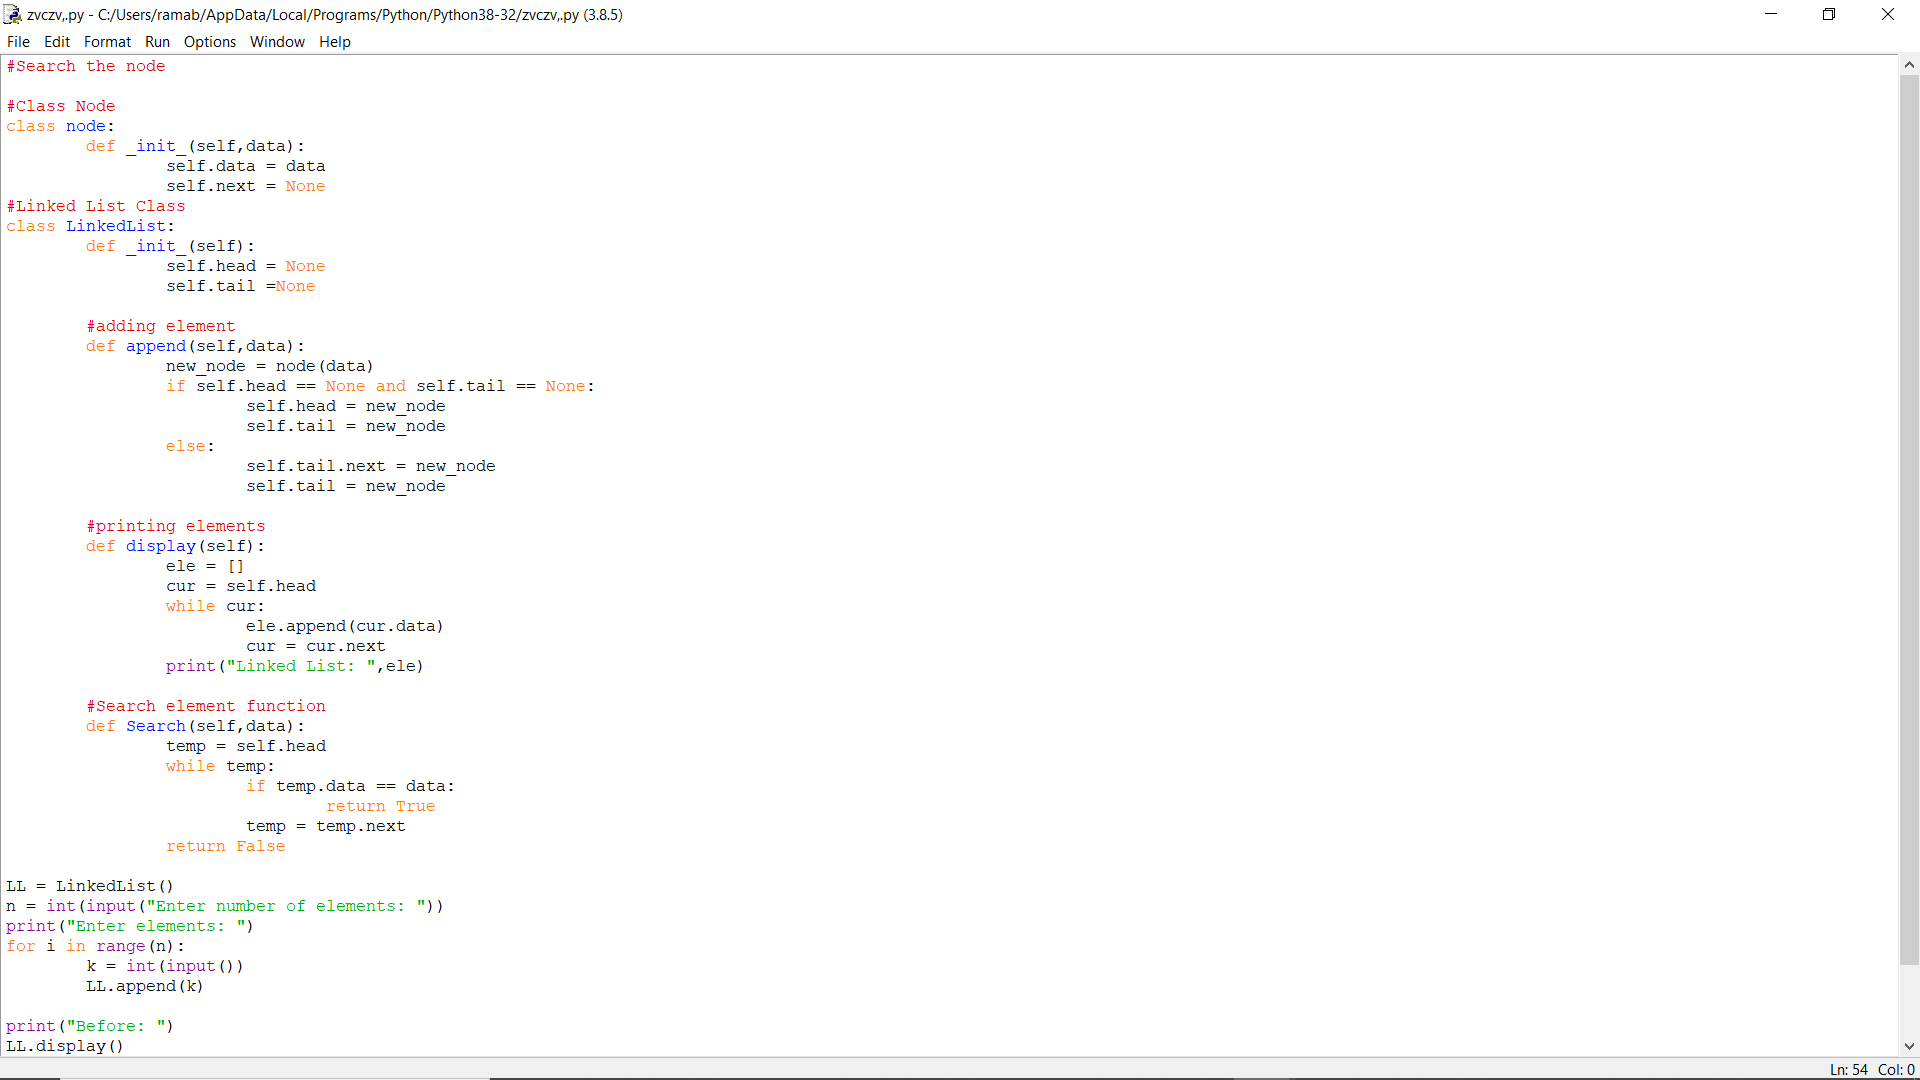 zvczv,.py - C:/Users/ramab/AppData/Local/Programs/Python/Python38-32/zvczv,.py (3.8.5)
File Edit Format Run Options Window Help
#Search the node

#Class Node
class node:
        def _init_(self,data):
                self.data = data
                self.next = None
#Linked List Class
class LinkedList:
        def _init_(self):
                self.head = None
                self.tail =None

        #adding element
        def append(self,data):
                new_node = node(data)
                if self.head == None and self.tail == None:
                        self.head = new_node
                        self.tail = new_node
                else:
                        self.tail.next = new_node
                        self.tail = new_node

        #printing elements
        def display(self):
                ele = []
                cur = self.head
                while cur:
                        ele.append(cur.data)
                        cur = cur.next
                print("Linked List: ",ele)

        #Search element function
        def Search(self,data):
                temp = self.head
                while temp:
                        if temp.data == data:
                                return True
                        temp = temp.next
                return False

LL = LinkedList()
n = int(input("Enter number of elements: "))
print("Enter elements: ")
for i in range(n):
        k = int(input())
        LL.append(k)

print("Before: ")
LL.display()
Ln: 54 Col: 0